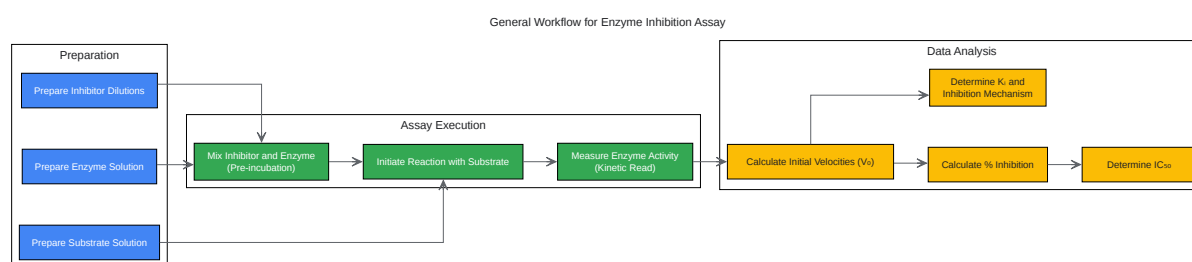 General Workflow for Enzyme Inhibition Assay
Preparation
Prepare Inhibitor Dilutions
Prepare Enzyme Solution
Prepare Substrate Solution
Assay Execution
Mix Inhibitor and Enzyme
(Pre-incubation)
Initiate Reaction with Substrate
Measure Enzyme Activity
(Kinetic Read)
Data Analysis
Determine Kᵢ and
Inhibition Mechanism
Calculate Initial Velocities (V₀)
Calculate % Inhibition
Determine IC₅₀